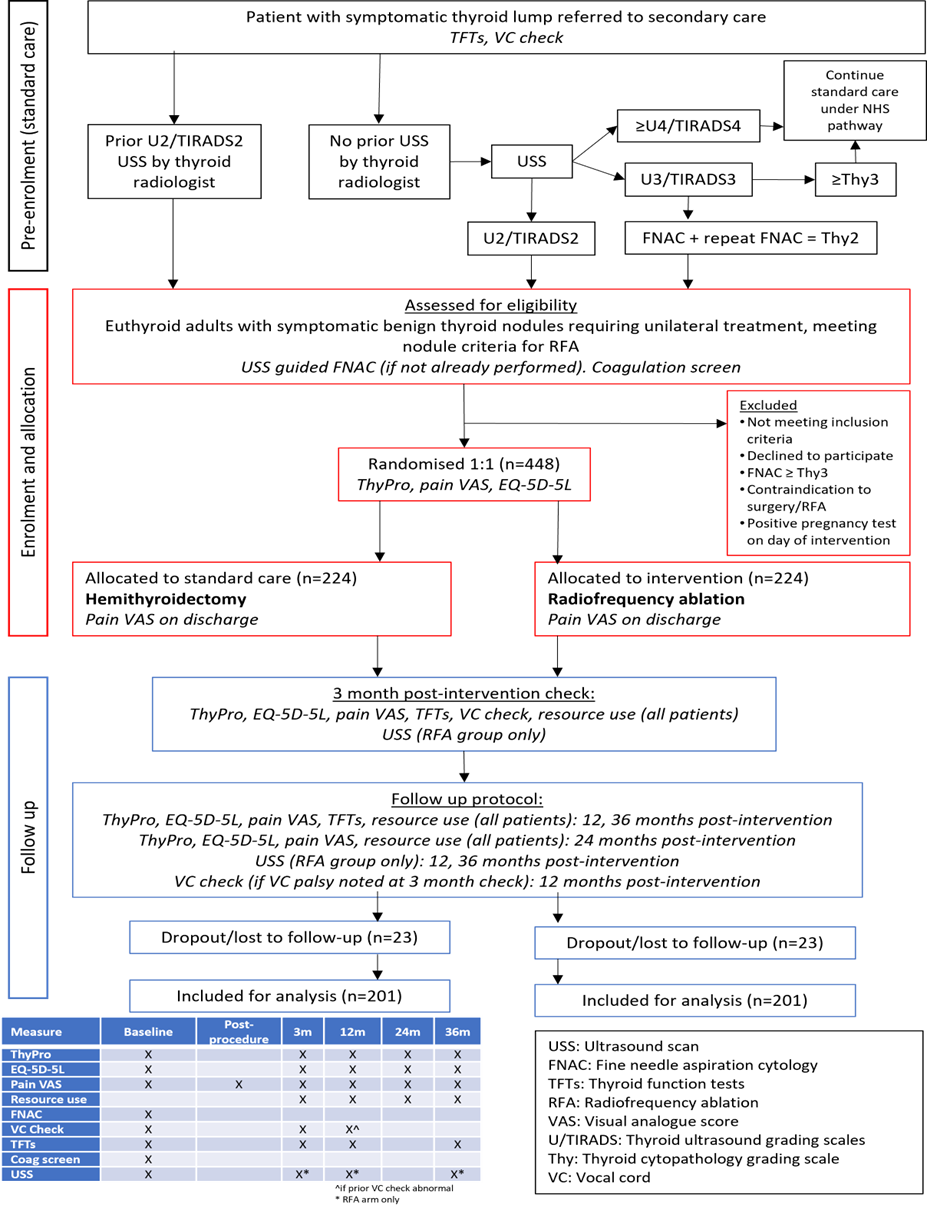 Pre-enrolment (standard care)
Patient with symptomatic thyroid lump referred to secondary care
TFTs, VC check
Prior U2/TIRADS2
USS by thyroid
radiologist
No prior USS
by thyroid
radiologist
USS
≥U4/TIRADS4
U3/TIRADS3
Continue
standard care
under NHS
pathway
≥Thy3
U2/TIRADS2
FNAC + repeat FNAC = Thy2
Enrolment and allocation
Assessed for eligibility
Euthyroid adults with symptomatic benign thyroid nodules requiring unilateral treatment, meeting
nodule criteria for RFA
USS guided FNAC (if not already performed). Coagulation screen
Excluded
• Not meeting inclusion
criteria
• Declined to participate
• FNAC ≥ Thy3
• Contraindication to
surgery/RFA
• Positive pregnancy test
on day of intervention
Randomised 1:1 (n=448)
ThyPro, pain VAS, EQ-5D-5L
Allocated to standard care (n=224)
Hemithyroidectomy
Pain VAS on discharge
Allocated to intervention (n=224)
Radiofrequency ablation
Pain VAS on discharge
Follow up
3 month post-intervention check:
ThyPro, EQ-5D-5L, pain VAS, TFTs, VC check, resource use (all patients)
USS (RFA group only)
Follow up protocol:
ThyPro, EQ-5D-5L, pain VAS, TFTs, resource use (all patients): 12, 36 months post-intervention
ThyPro, EQ-5D-5L, pain VAS, resource use (all patients): 24 months post-intervention
USS (RFA group only): 12, 36 months post-intervention
VC check (if VC palsy noted at 3 month check): 12 months post-intervention
Dropout/lost to follow-up (n=23)
Dropout/lost to follow-up (n=23)
Included for analysis (n=201)
Included for analysis (n=201)
Measure Baseline Post-procedure 3m 12m 24m 36m
ThyPro X X X X X
EQ-5D-5L X X X X X
Pain VAS X X X X X X
Resource use X X X X
FNAC X
VC Check X X X^
TFTs X X X X
Coag screen X
USS X X* X* X*
^if prior VC check abnormal
* RFA arm only
USS: Ultrasound scan
FNAC: Fine needle aspiration cytology
TFTs: Thyroid function tests
RFA: Radiofrequency ablation
VAS: Visual analogue score
U/TIRADS: Thyroid ultrasound grading scales
Thy: Thyroid cytopathology grading scale
VC: Vocal cord